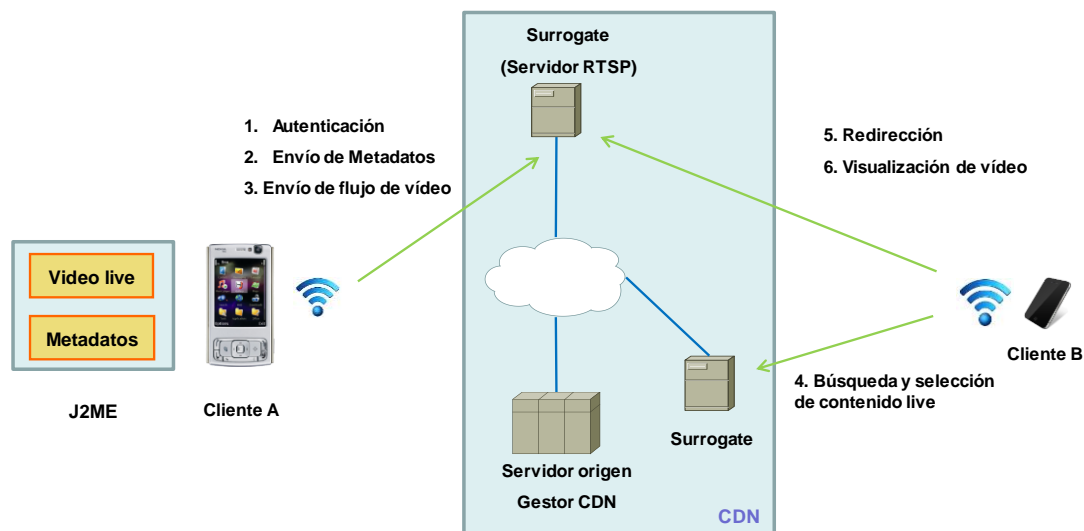 Surrogate
(Servidor RTSP)
1. Autenticación
2. Envío de Metadatos
3. Envío de flujo de vídeo
5. Redirección
6. Visualización de vídeo
Video live
Metadatos
J2ME
Cliente A
Cliente B
4. Búsqueda y selección
de contenido live
Surrogate
Servidor origen
Gestor CDN
CDN